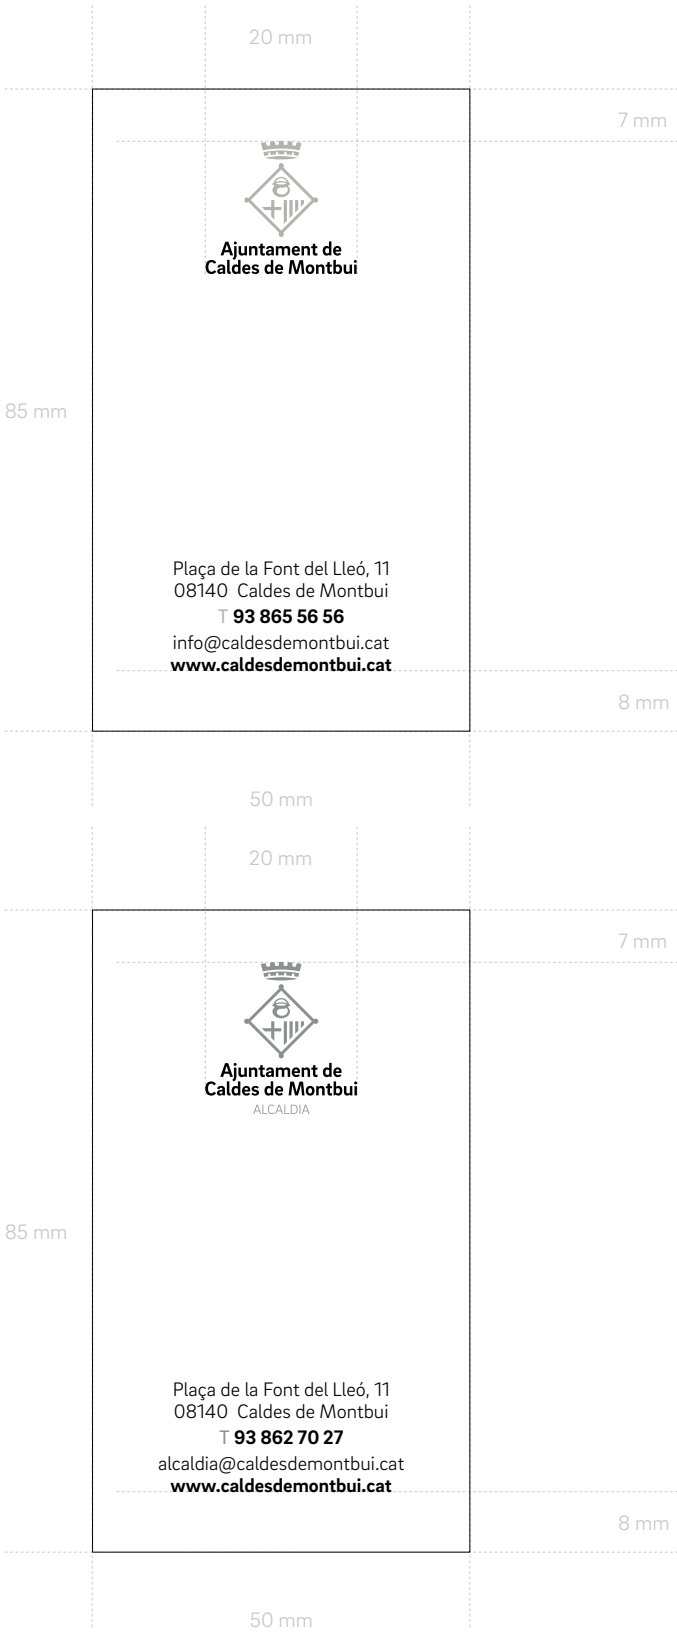 20 mm
7 mm
Ajuntament de
Caldes de Montbui
85 mm
Plaça de la Font del Lleó, 11
08140 Caldes de Montbui
T 93 865 56 56
info@caldesdemontbui.cat
www.caldesdemontbui.cat
8 mm
50 mm
20 mm
7 mm
Ajuntament de
Caldes de Montbui
ALCALDIA
85 mm
Plaça de la Font del Lleó, 11
08140 Caldes de Montbui
T 93 862 70 27
alcaldia@caldesdemontbui.cat
www.caldesdemontbui.cat
8 mm
50 mm